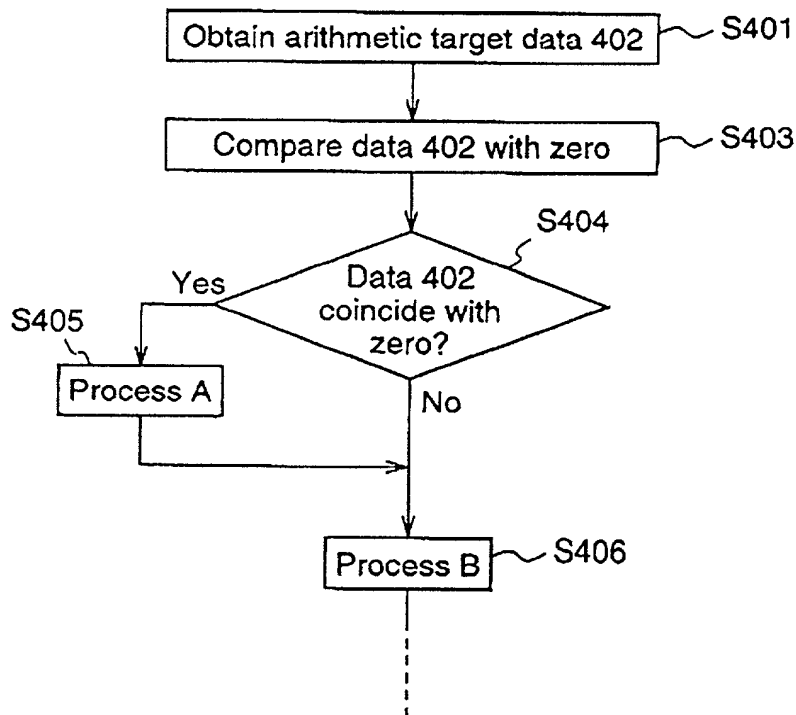 Obtain arithmetic target data 402
S401
Compare data 402 with zero
S403
S404
Data 402
coincide with
zero?
Yes
S405
Process A
No
Process B
S406